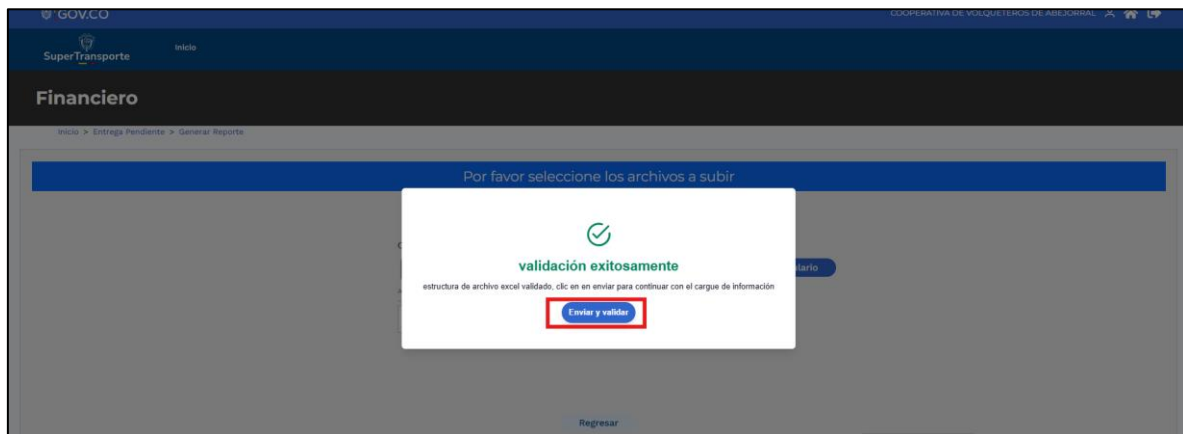 GOV.CO
COOPERATIVA DE VOLQUETEROS DE ABEJORRAL
SuperTransporte
Inicio
Financiero
Inicio > Entrega Pendiente > Generar Reporte
Por favor seleccione los archivos a subir
validación exitosamente
estructura de archivo excel validado, clic en en enviar para continuar con el cargue de información
Enviar y validar
Regresar